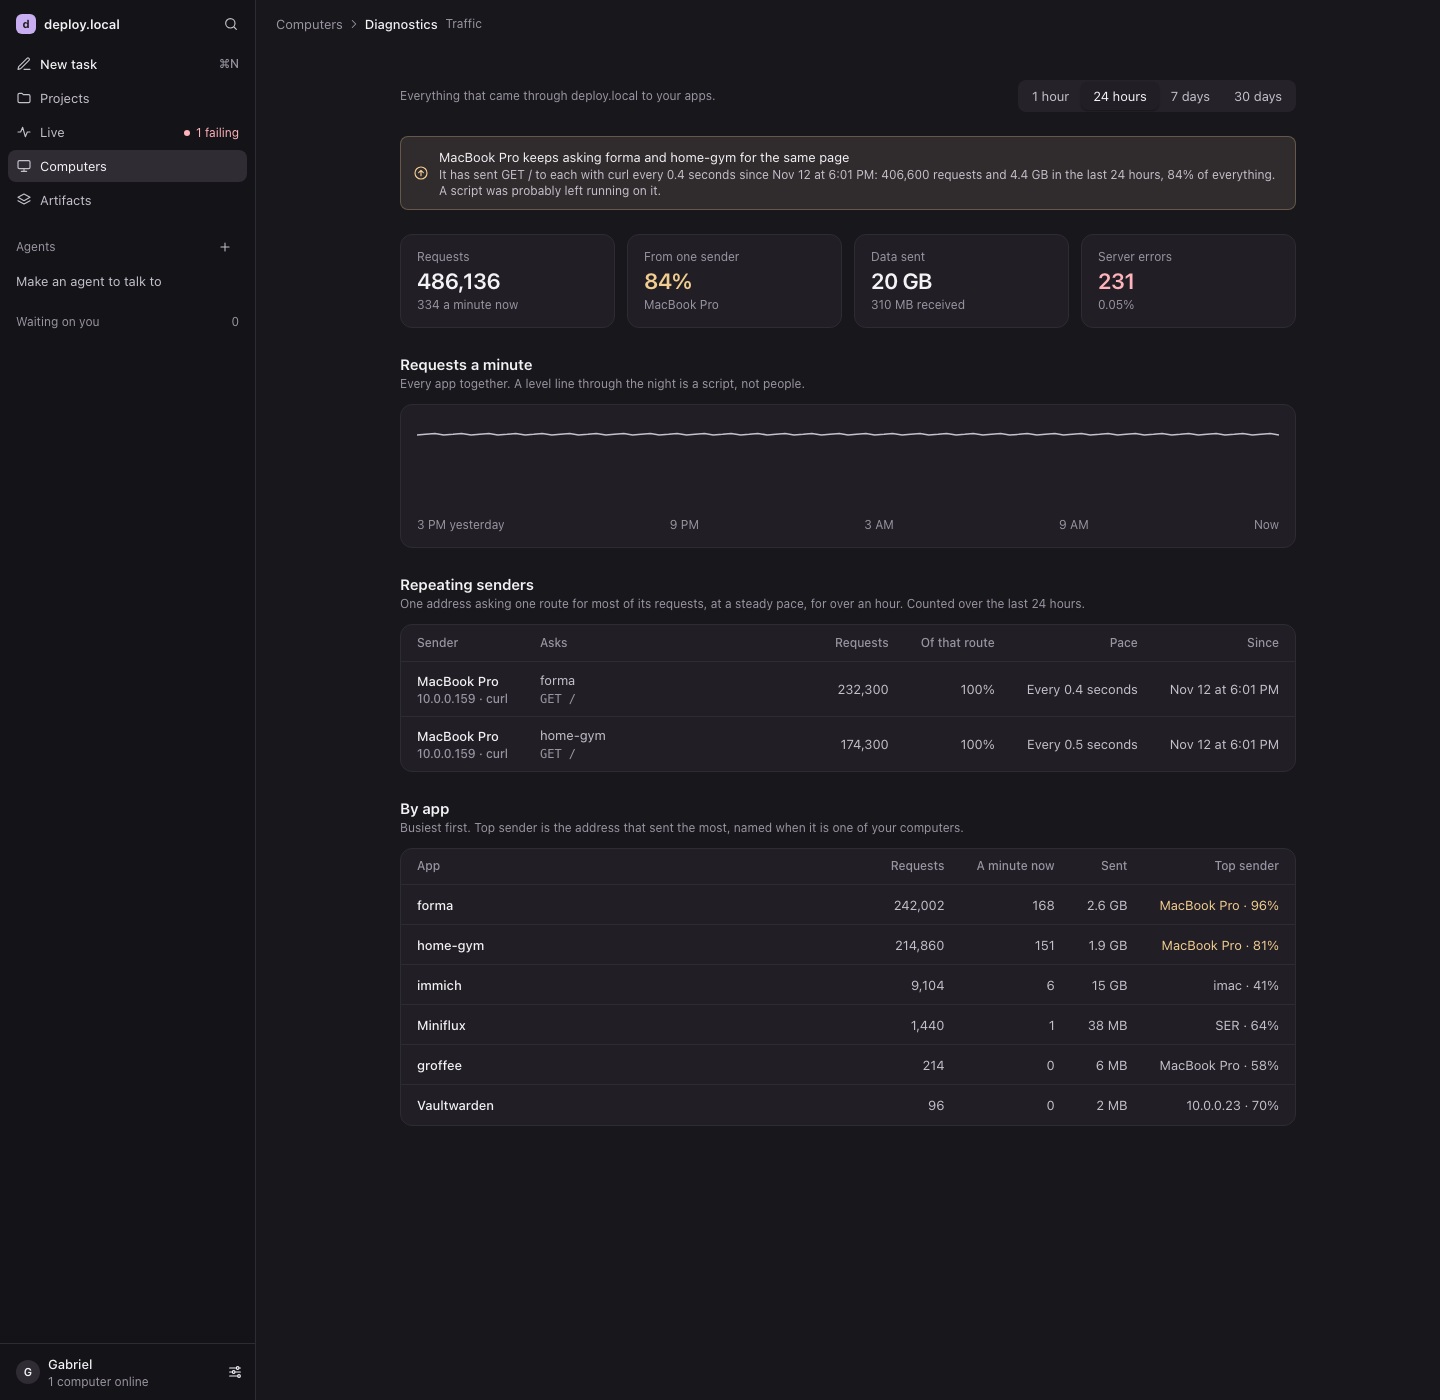 d deploy.local
New task ⌘N
Projects
Live 1 failing
Computers
Artifacts
Agents
Make an agent to talk to
Waiting on you 0
G Gabriel
1 computer online
Computers > Diagnostics Traffic
Everything that came through deploy.local to your apps.
1 hour 24 hours 7 days 30 days
MacBook Pro keeps asking forma and home-gym for the same page
It has sent GET / to each with curl every 0.4 seconds since Nov 12 at 6:01 PM: 406,600 requests and 4.4 GB in the last 24 hours, 84% of everything.
A script was probably left running on it.
Requests
486,136
334 a minute now
From one sender
84%
MacBook Pro
Data sent
20 GB
310 MB received
Server errors
231
0.05%
Requests a minute
Every app together. A level line through the night is a script, not people.
3 PM yesterday 9 PM 3 AM 9 AM Now
Repeating senders
One address asking one route for most of its requests, at a steady pace, for over an hour. Counted over the last 24 hours.
Sender Asks Requests Of that route Pace Since
MacBook Pro forma
10.0.0.159 · curl GET / 232,300 100% Every 0.4 seconds Nov 12 at 6:01 PM
MacBook Pro home-gym
10.0.0.159 · curl GET / 174,300 100% Every 0.5 seconds Nov 12 at 6:01 PM
By app
Busiest first. Top sender is the address that sent the most, named when it is one of your computers.
App Requests A minute now Sent Top sender
forma 242,002 168 2.6 GB MacBook Pro · 96%
home-gym 214,860 151 1.9 GB MacBook Pro · 81%
immich 9,104 6 15 GB imac · 41%
Miniflux 1,440 1 38 MB SER · 64%
groffee 214 0 6 MB MacBook Pro · 58%
Vaultwarden 96 0 2 MB 10.0.0.23 · 70%